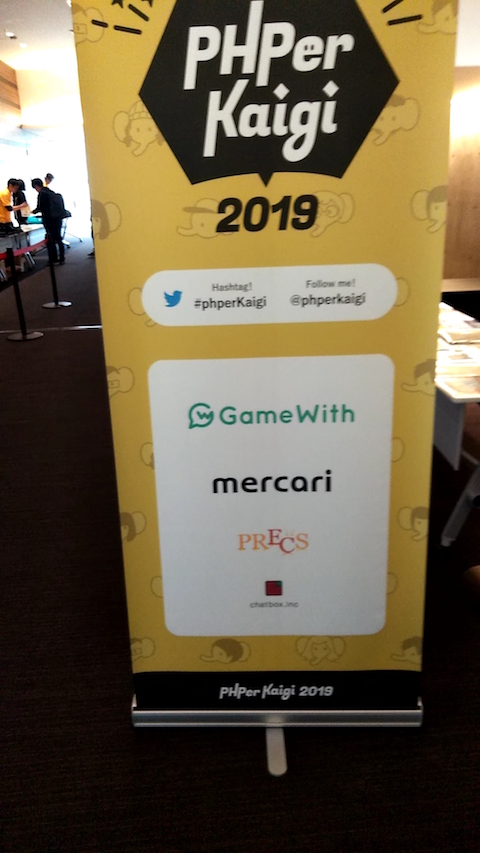 PHPer
Kaigi
2019
Hashtag!
#phperKaigi
Follow me!
@phperkaigi
GameWith
mercari
PRECS
chatbox.inc
PHPer Kaigi 2019